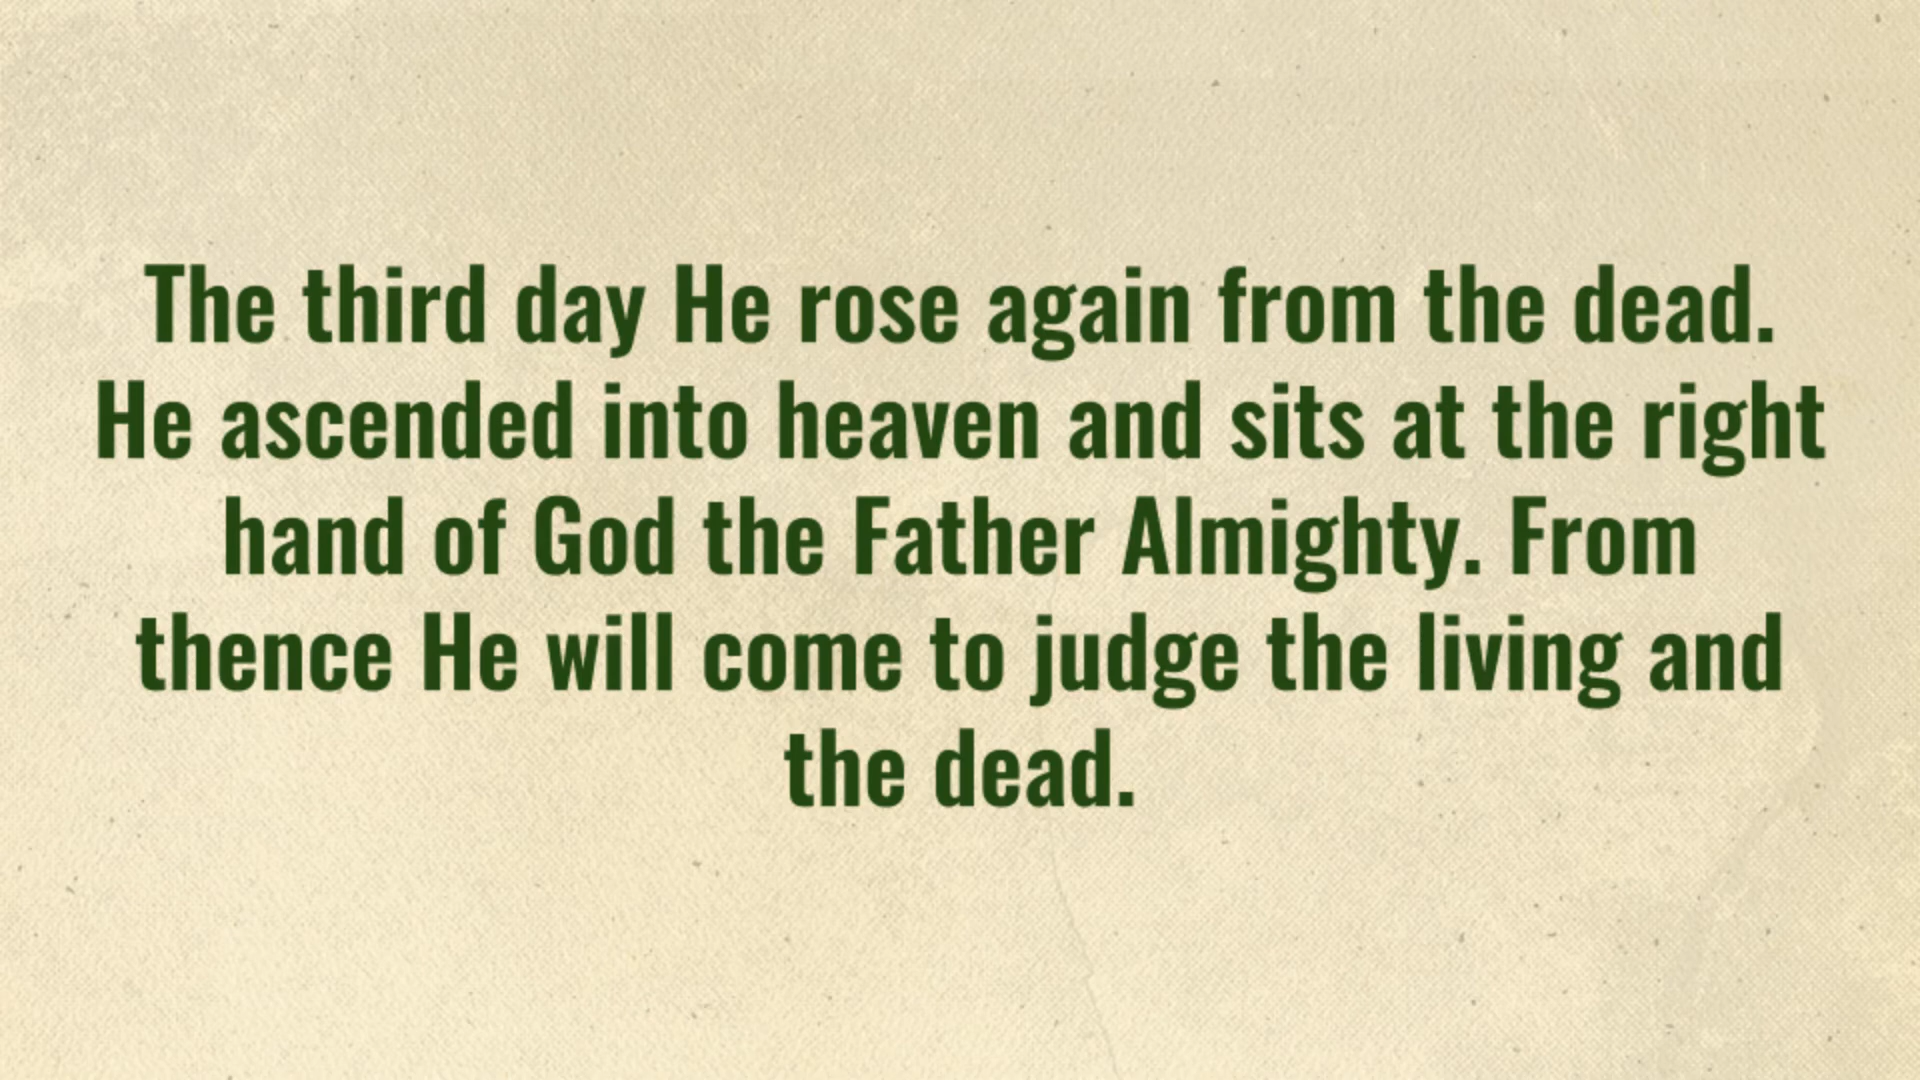 The third day He rose again from the dead.
He ascended into heaven and sits at the right
hand of God the Father Almighty. From
thence He will come to judge the living and
the dead.